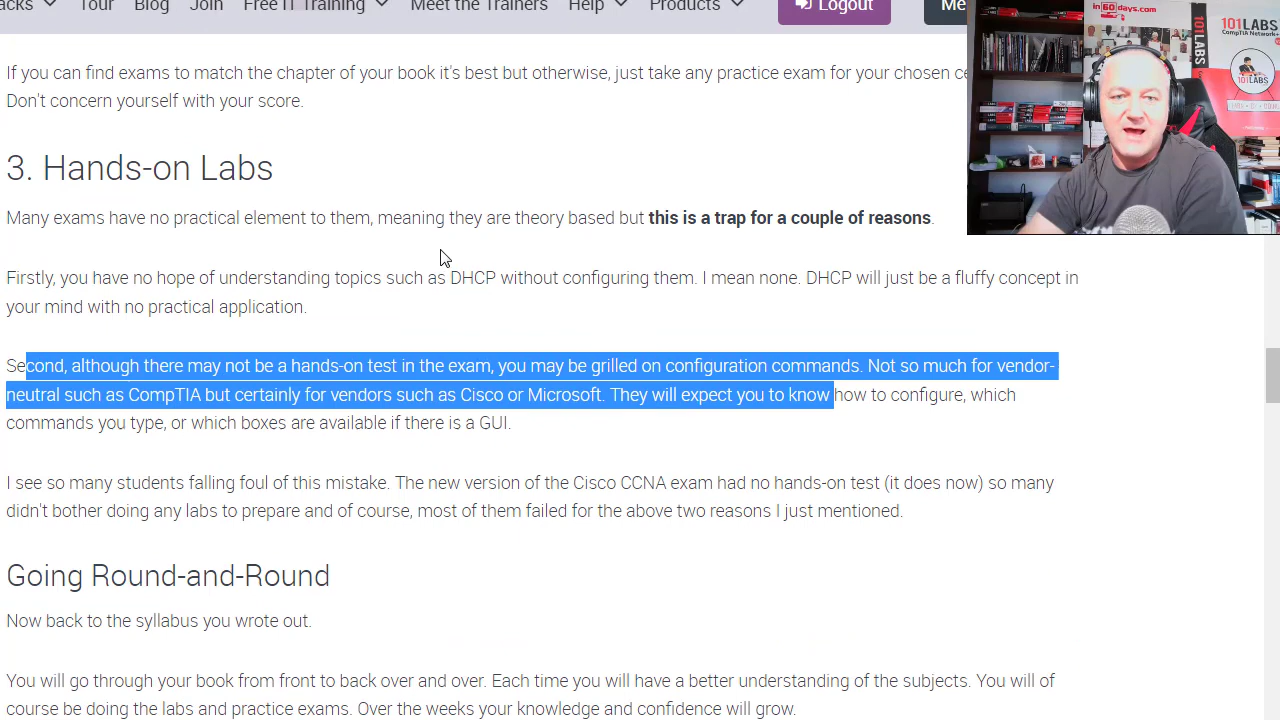 acks
Tour
Blog
Join
Free IT Training
Meet the Trainers
Help
Products
Logout
Me
in60days.com
101LABS
101LABS
CompTIA Network+
101LABS
If you can find exams to match the chapter of your book it's best but otherwise, just take any practice exam for your chosen ce
Don't concern yourself with your score.
3. Hands-on Labs
Many exams have no practical element to them, meaning they are theory based but this is a trap for a couple of reasons.
Firstly, you have no hope of understanding topics such as DHCP without configuring them. I mean none. DHCP will just be a fluffy concept in
your mind with no practical application.
Second, although there may not be a hands-on test in the exam, you may be grilled on configuration commands. Not so much for vendor-
neutral such as CompTIA but certainly for vendors such as Cisco or Microsoft. They will expect you to know how to configure, which
commands you type, or which boxes are available if there is a GUI.
I see so many students falling foul of this mistake. The new version of the Cisco CCNA exam had no hands-on test (it does now) so many
didn't bother doing any labs to prepare and of course, most of them failed for the above two reasons I just mentioned.
Going Round-and-Round
Now back to the syllabus you wrote out.
You will go through your book from front to back over and over. Each time you will have a better understanding of the subjects. You will of
course be doing the labs and practice exams. Over the weeks your knowledge and confidence will grow.